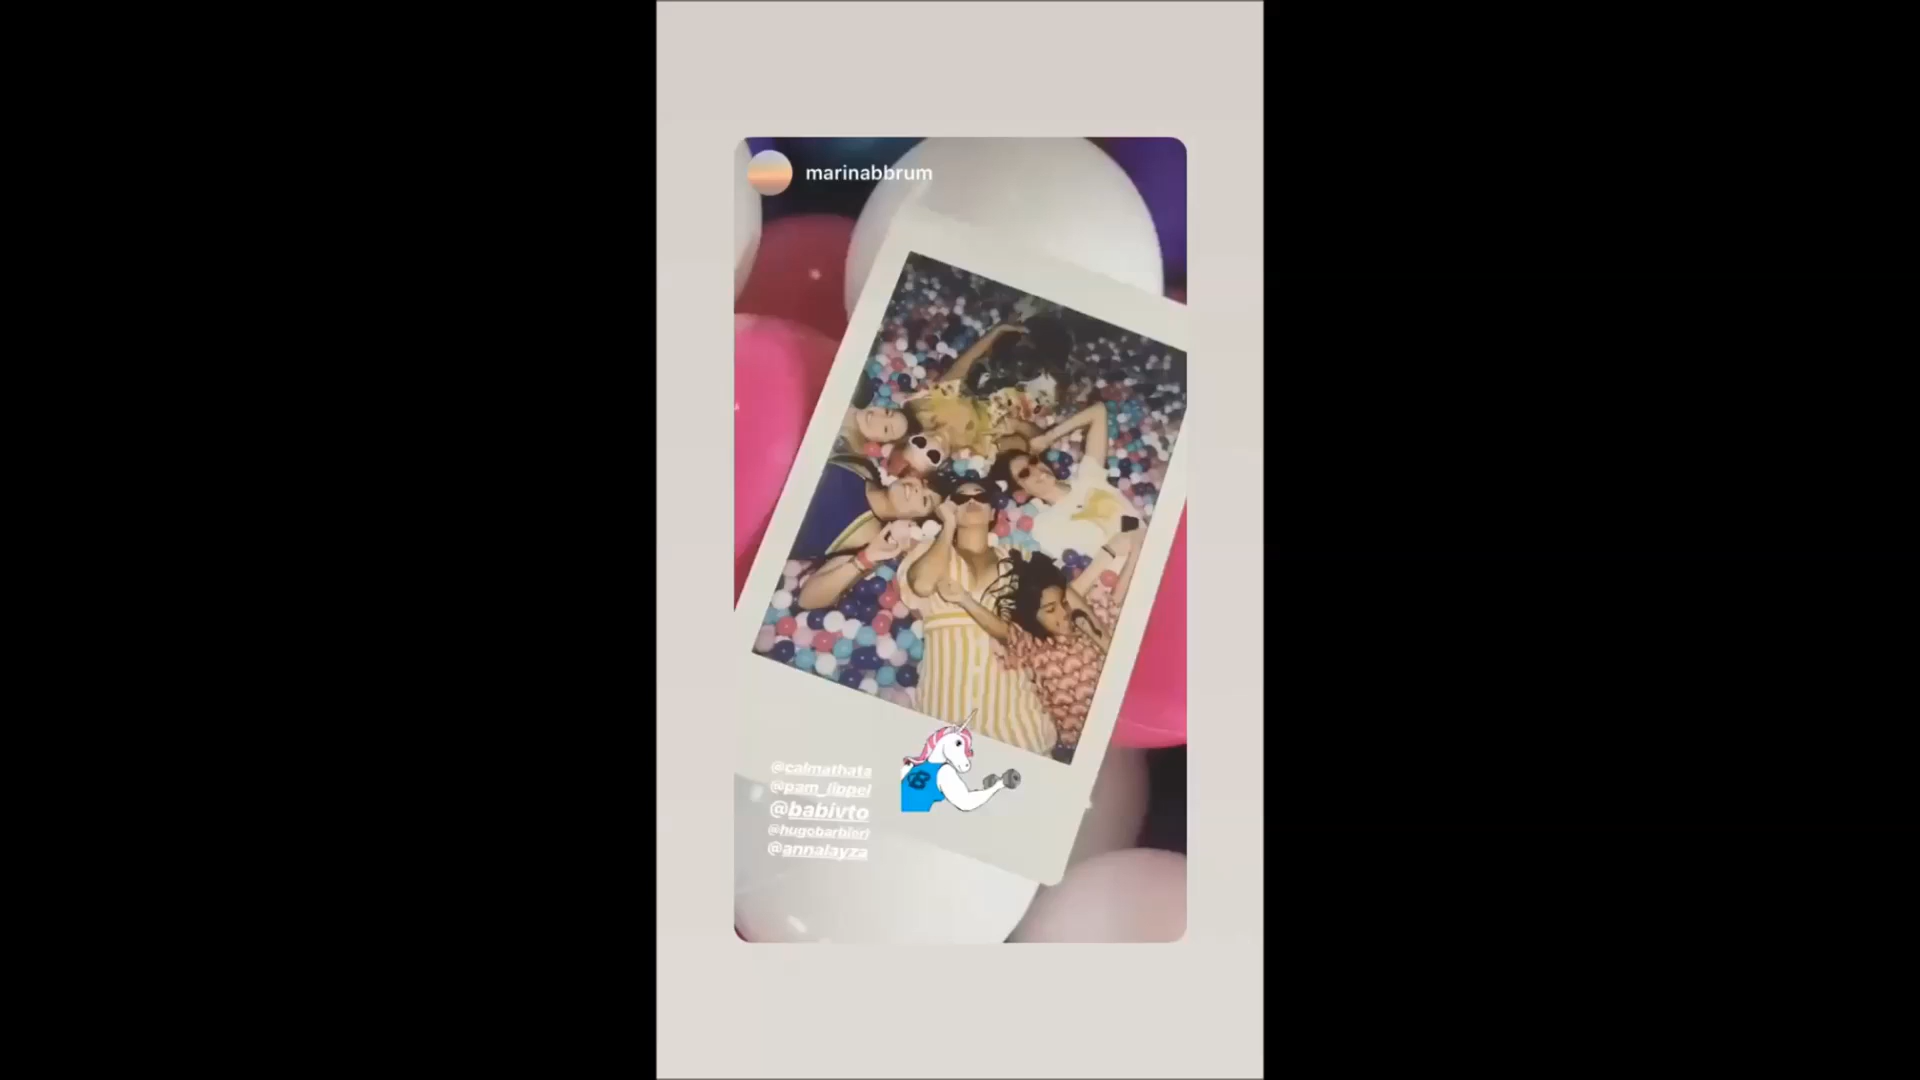 marinabbrum
@calmathata
@pam_lippel
@babivto
@hugobarbieri
@annalayza